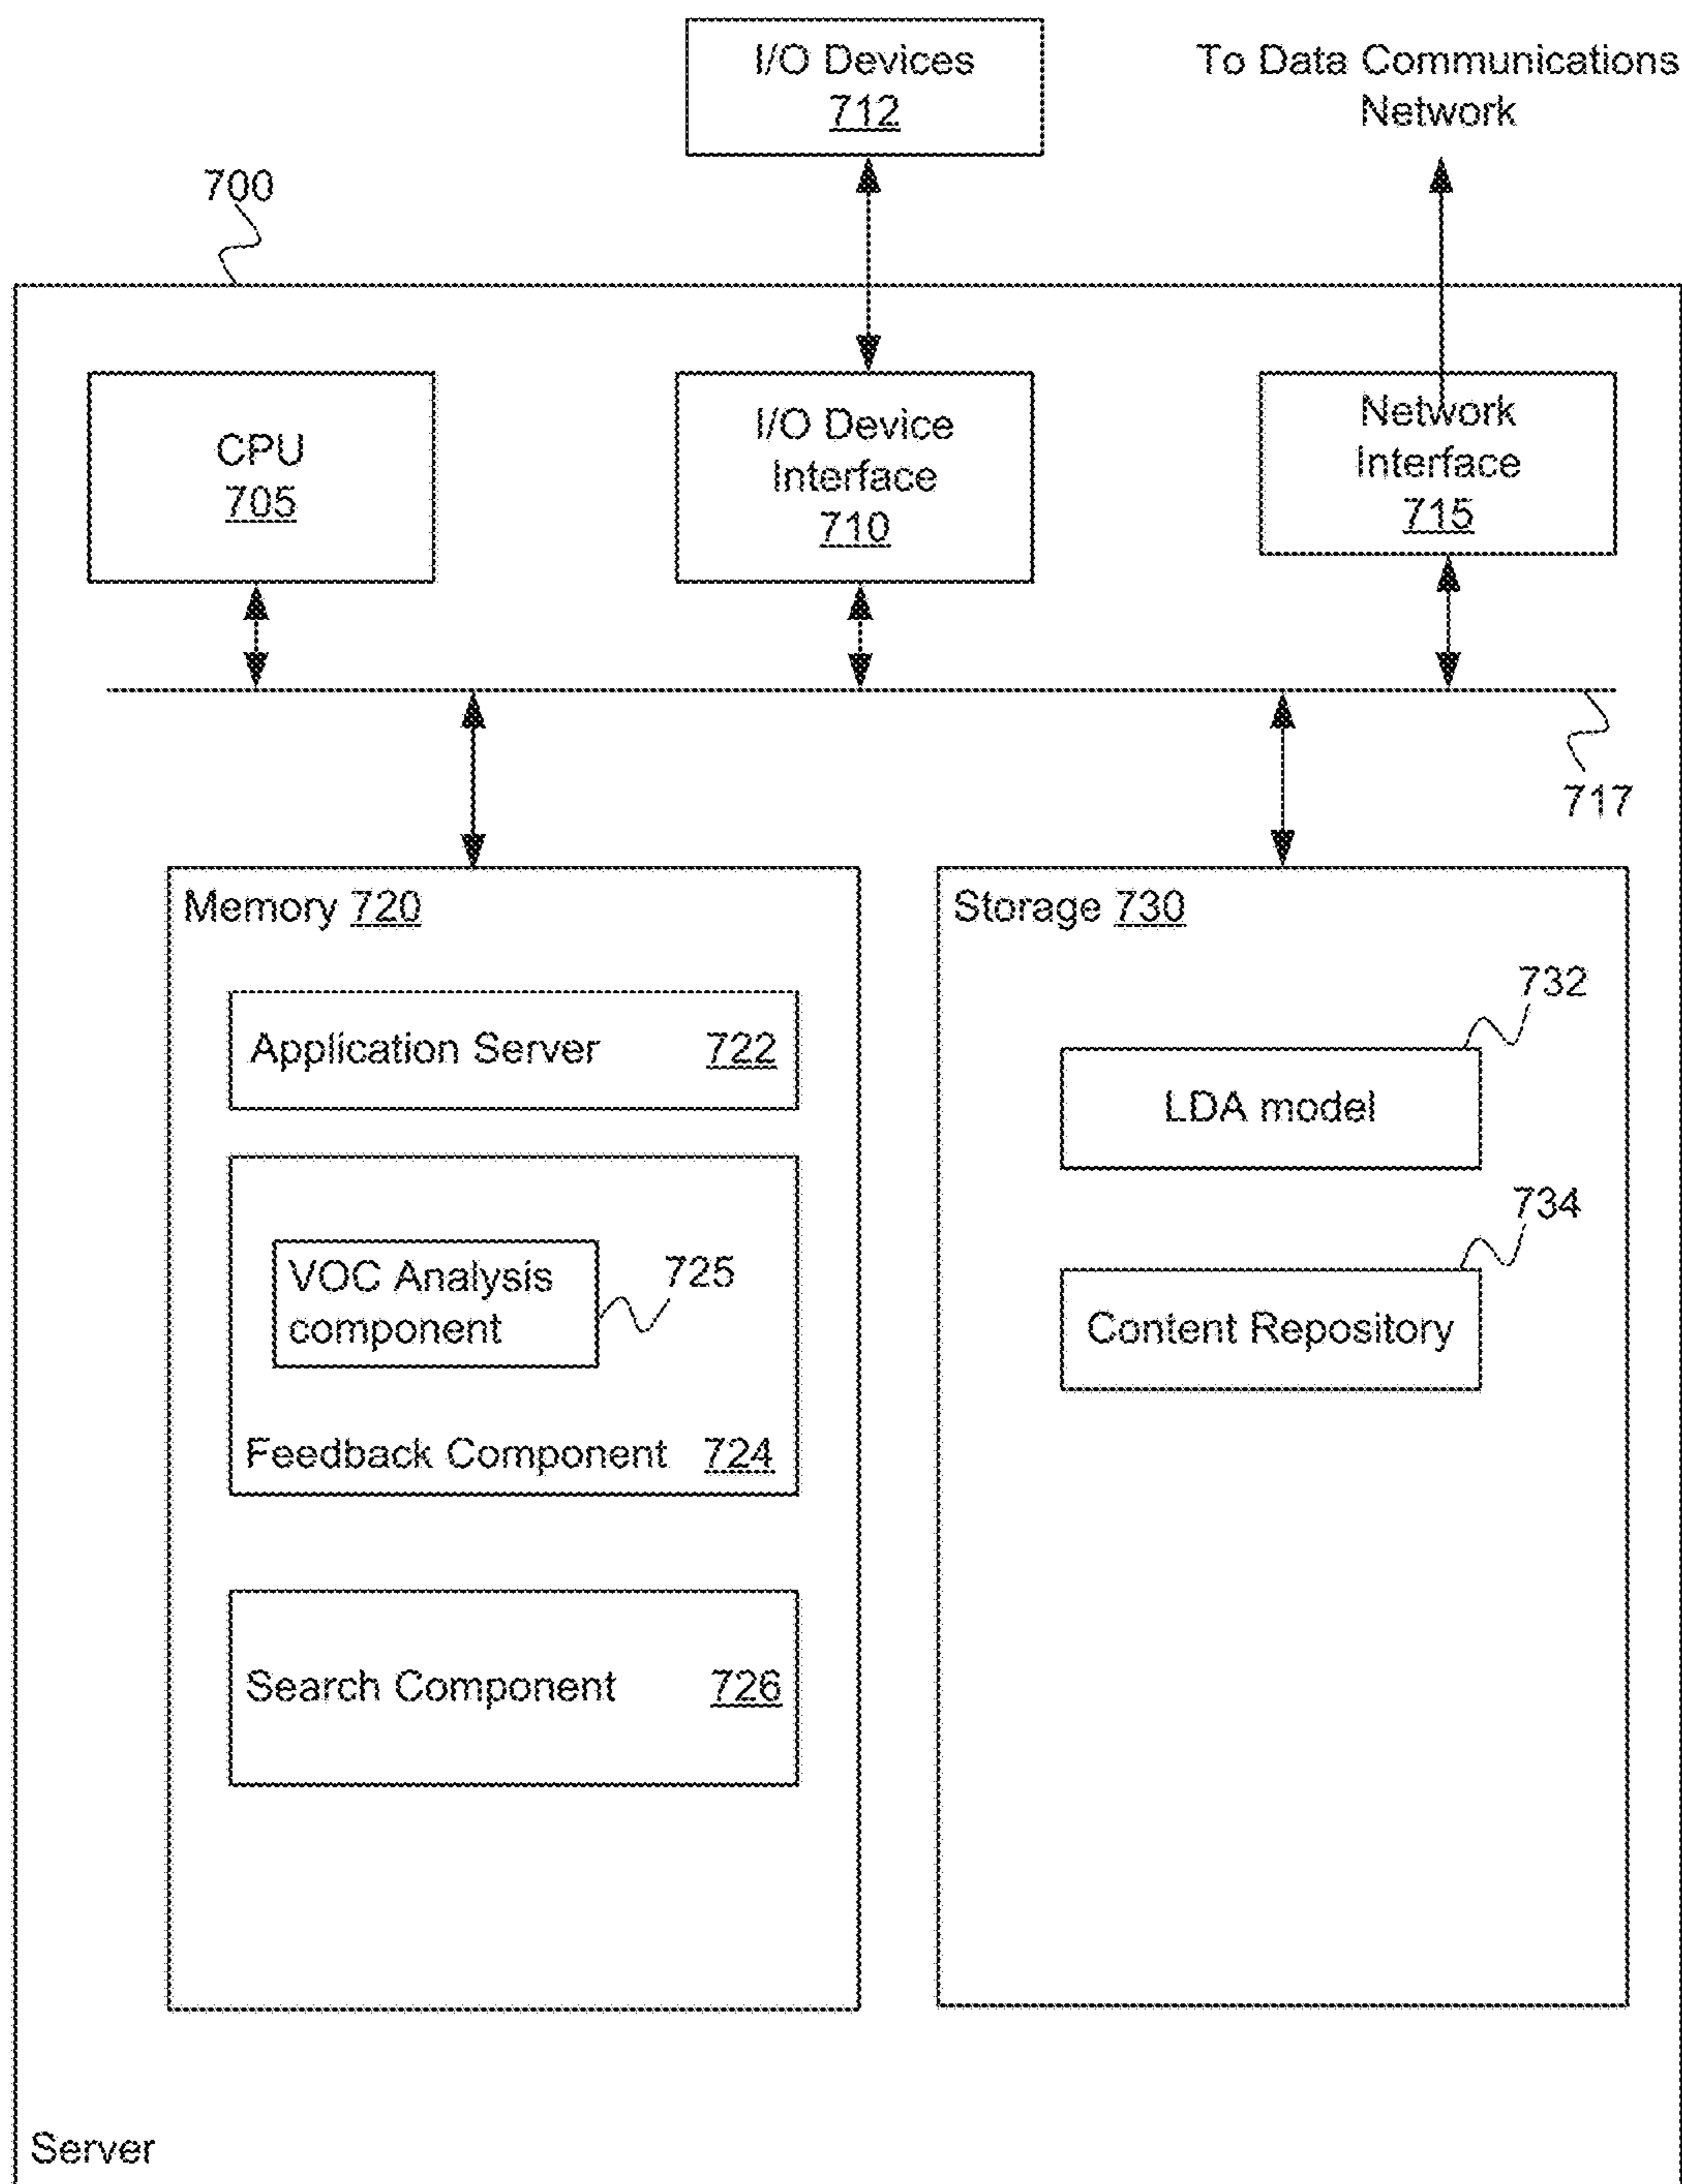 I/O Devices
712
To Data Communications
Network
700
CPU
705
I/O Device
Interface
710
Network
Interface
715
717
Memory 720
Application Server 722
VOC Analysis
component
725
Feedback Component 724
Search Component 726
Storage 730
732
LDA model
734
Content Repository
Server